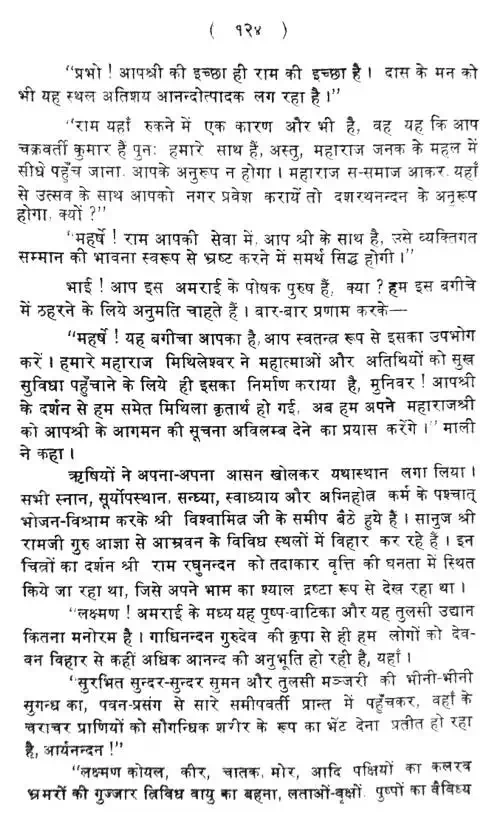 ( १२४ )
"प्रभो ! आपश्री की इच्छा ही राम की इच्छा है । दास के मन को
भी यह स्थल अतिशय आनन्दोत्पादक लग रहा है ।"
"राम यहाँ रुकने में एक कारण और भी है, वह यह कि आप
चक्रवर्ती कुमार हैं पुनः हमारे साथ हैं, अस्तु, महाराज जनक के महल में
सीधे पहुँच जाना आपके अनुरूप न होगा । महाराज स-समाज आकर यहाँ
से उत्सव के साथ आपको नगर प्रवेश करायें तो दशरथनन्दन के अनुरूप
होगा, क्यों ?"
"महर्षे ! राम आपकी सेवा में, आप श्री के साथ है, उसे व्यक्तिगत
सम्मान की भावना स्वरूप से भ्रष्ट करने में समर्थ सिद्ध होगी ।"
भाई ! आप इस अमराई के पोषक पुरुष हैं, क्या ? हम इस बगीचे
में ठहरने के लिये अनुमति चाहते हैं । बार-बार प्रणाम करके—
"महर्षे ! यह बगीचा आपका है, आप स्वतन्त्र रूप से इसका उपभोग
करें । हमारे महाराज मिथिलेश्वर ने महात्माओं और अतिथियों को सुख
सुविधा पहुँचाने के लिये ही इसका निर्माण कराया है, मुनिवर ! आपश्री
के दर्शन से हम समेत मिथिला कृतार्थ हो गई, अब हम अपने महाराजश्री
को आपश्री के आगमन की सूचना अविलम्ब देने का प्रयास करेंगे ।" माली
ने कहा ।
ऋषियों ने अपना-अपना आसन खोलकर यथास्थान लगा लिया ।
सभी स्नान, सूर्योपस्थान, सन्ध्या, स्वाध्याय और अग्निहोत्र कर्म के पश्चात्
भोजन-विश्राम करके श्री विश्वामित्र जी के समीप बैठे हुये हैं । सानुज श्री
रामजी गुरु आज्ञा से आम्रवन के विविध स्थलों में विहार कर रहे हैं । इन
चित्रों का दर्शन श्री राम रघुनन्दन को तदाकार वृत्ति की घनता में स्थित
किये जा रहा था, जिसे अपने भाम का श्याल द्रष्टा रूप से देख रहा था ।
"लक्ष्मण ! अमराई के मध्य यह पुष्प-वाटिका और यह तुलसी उद्यान
कितना मनोरम है । गाधिनन्दन गुरुदेव की कृपा से ही हम लोगों को देव-
वन विहार से कहीं अधिक आनन्द की अनुभूति हो रही है, यहाँ ।
"सुरभित सुन्दर-सुन्दर सुमन और तुलसी मञ्जरी की भीनी-भीनी
सुगन्ध का, पवन-प्रसंग से सारे समीपवर्ती प्रान्त में पहुँचकर, वहाँ के
चराचर प्राणियों को सौगन्धिक शरीर के रूप का भेंट देना प्रतीत हो रहा
है, आर्यनन्दन !"
"लक्ष्मण कोयल, कीर, चातक, मोर, आदि पक्षियों का कलरव
भ्रमरों की गुञ्जार त्रिविध वायु का बहना, लताओं-वृक्षों पुष्पों का वैविध्य